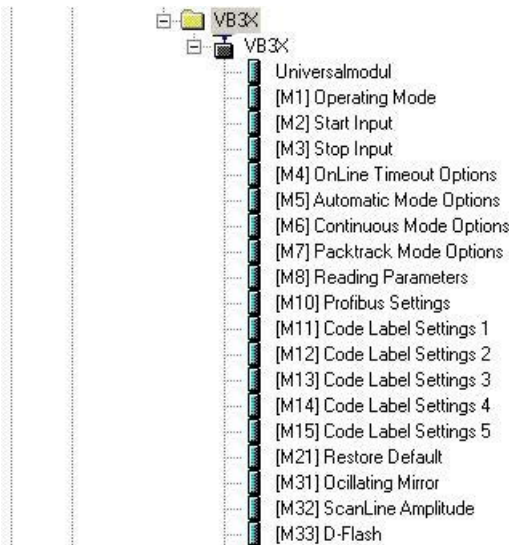 VB3X
VB3X
Universalmodul
[M1] Operating Mode
[M2] Start Input
[M3] Stop Input
[M4] OnLine Timeout Options
[M5] Automatic Mode Options
[M6] Continuous Mode Options
[M7] Packtrack Mode Options
[M8] Reading Parameters
[M10] Profibus Settings
[M11] Code Label Settings 1
[M12] Code Label Settings 2
[M13] Code Label Settings 3
[M14] Code Label Settings 4
[M15] Code Label Settings 5
[M21] Restore Default
[M31] Ocillating Mirror
[M32] ScanLine Amplitude
[M33] D-Flash